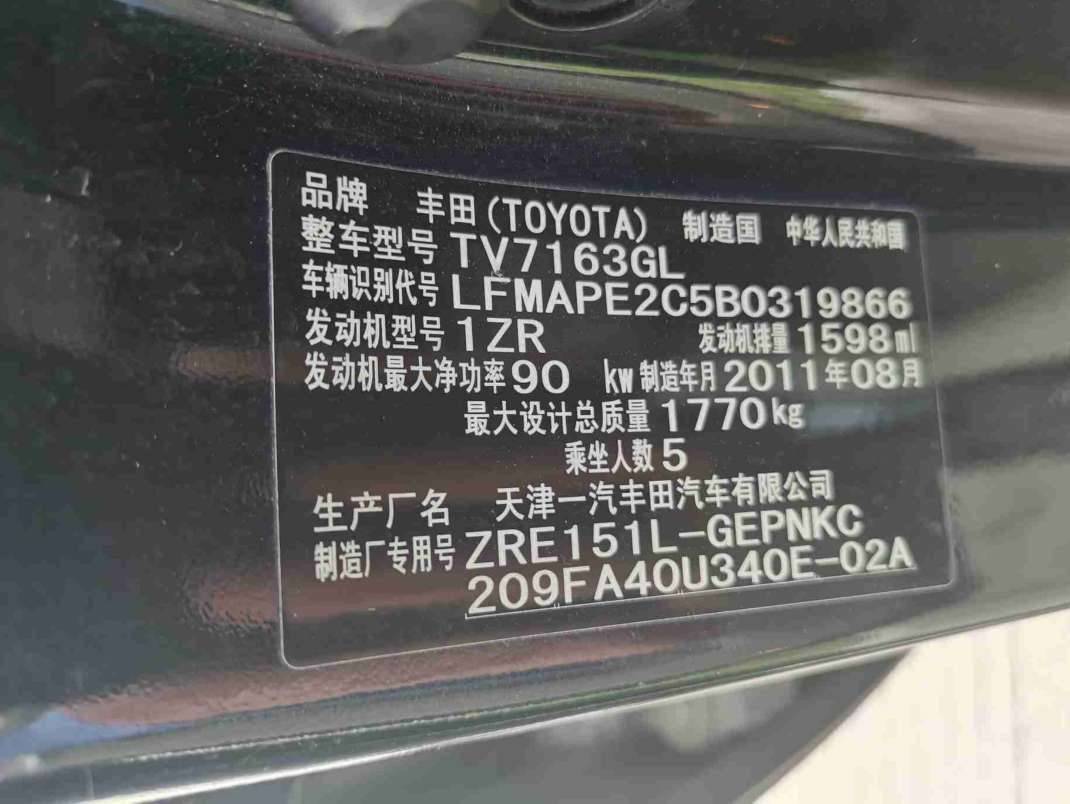 品牌 丰田(TOYOTA) 制造国 中华人民共和国
整车型号 TV7163GL
车辆识别代号 LFMAPE2C5B0319866
发动机型号 1ZR 发动机排量 1598ml
发动机最大净功率 90 kw 制造年月 2011年08月
最大设计总质量 1770kg
乘坐人数 5
生产厂名 天津一汽丰田汽车有限公司
制造厂专用号 ZRE151L-GEPNKC
209FA40U340E-02A